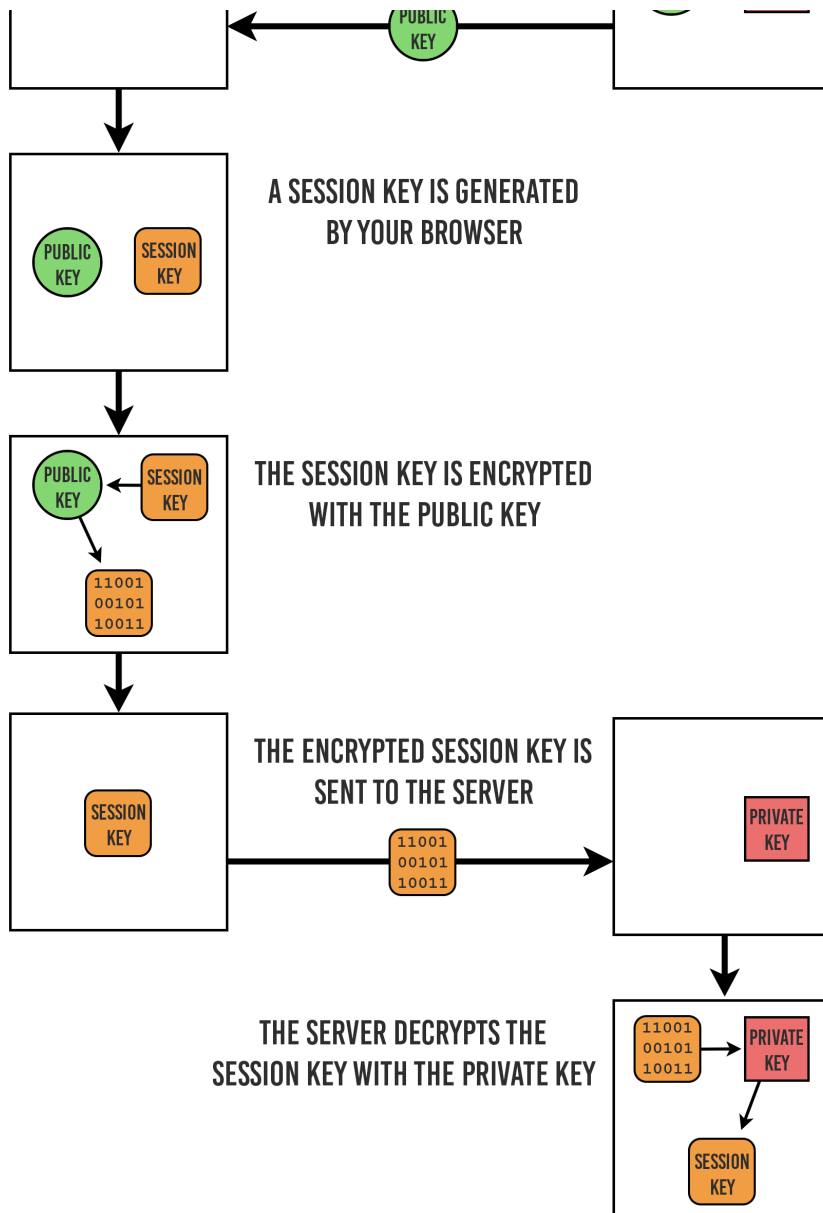 PUBLIC
KEY
A SESSION KEY IS GENERATED
BY YOUR BROWSER
PUBLIC
KEY
SESSION
KEY
THE SESSION KEY IS ENCRYPTED
WITH THE PUBLIC KEY
PUBLIC
KEY
SESSION
KEY
11001
00101
10011
THE ENCRYPTED SESSION KEY IS
SENT TO THE SERVER
SESSION
KEY
11001
00101
10011
PRIVATE
KEY
THE SERVER DECRYPTS THE
SESSION KEY WITH THE PRIVATE KEY
11001
00101
10011
PRIVATE
KEY
SESSION
KEY